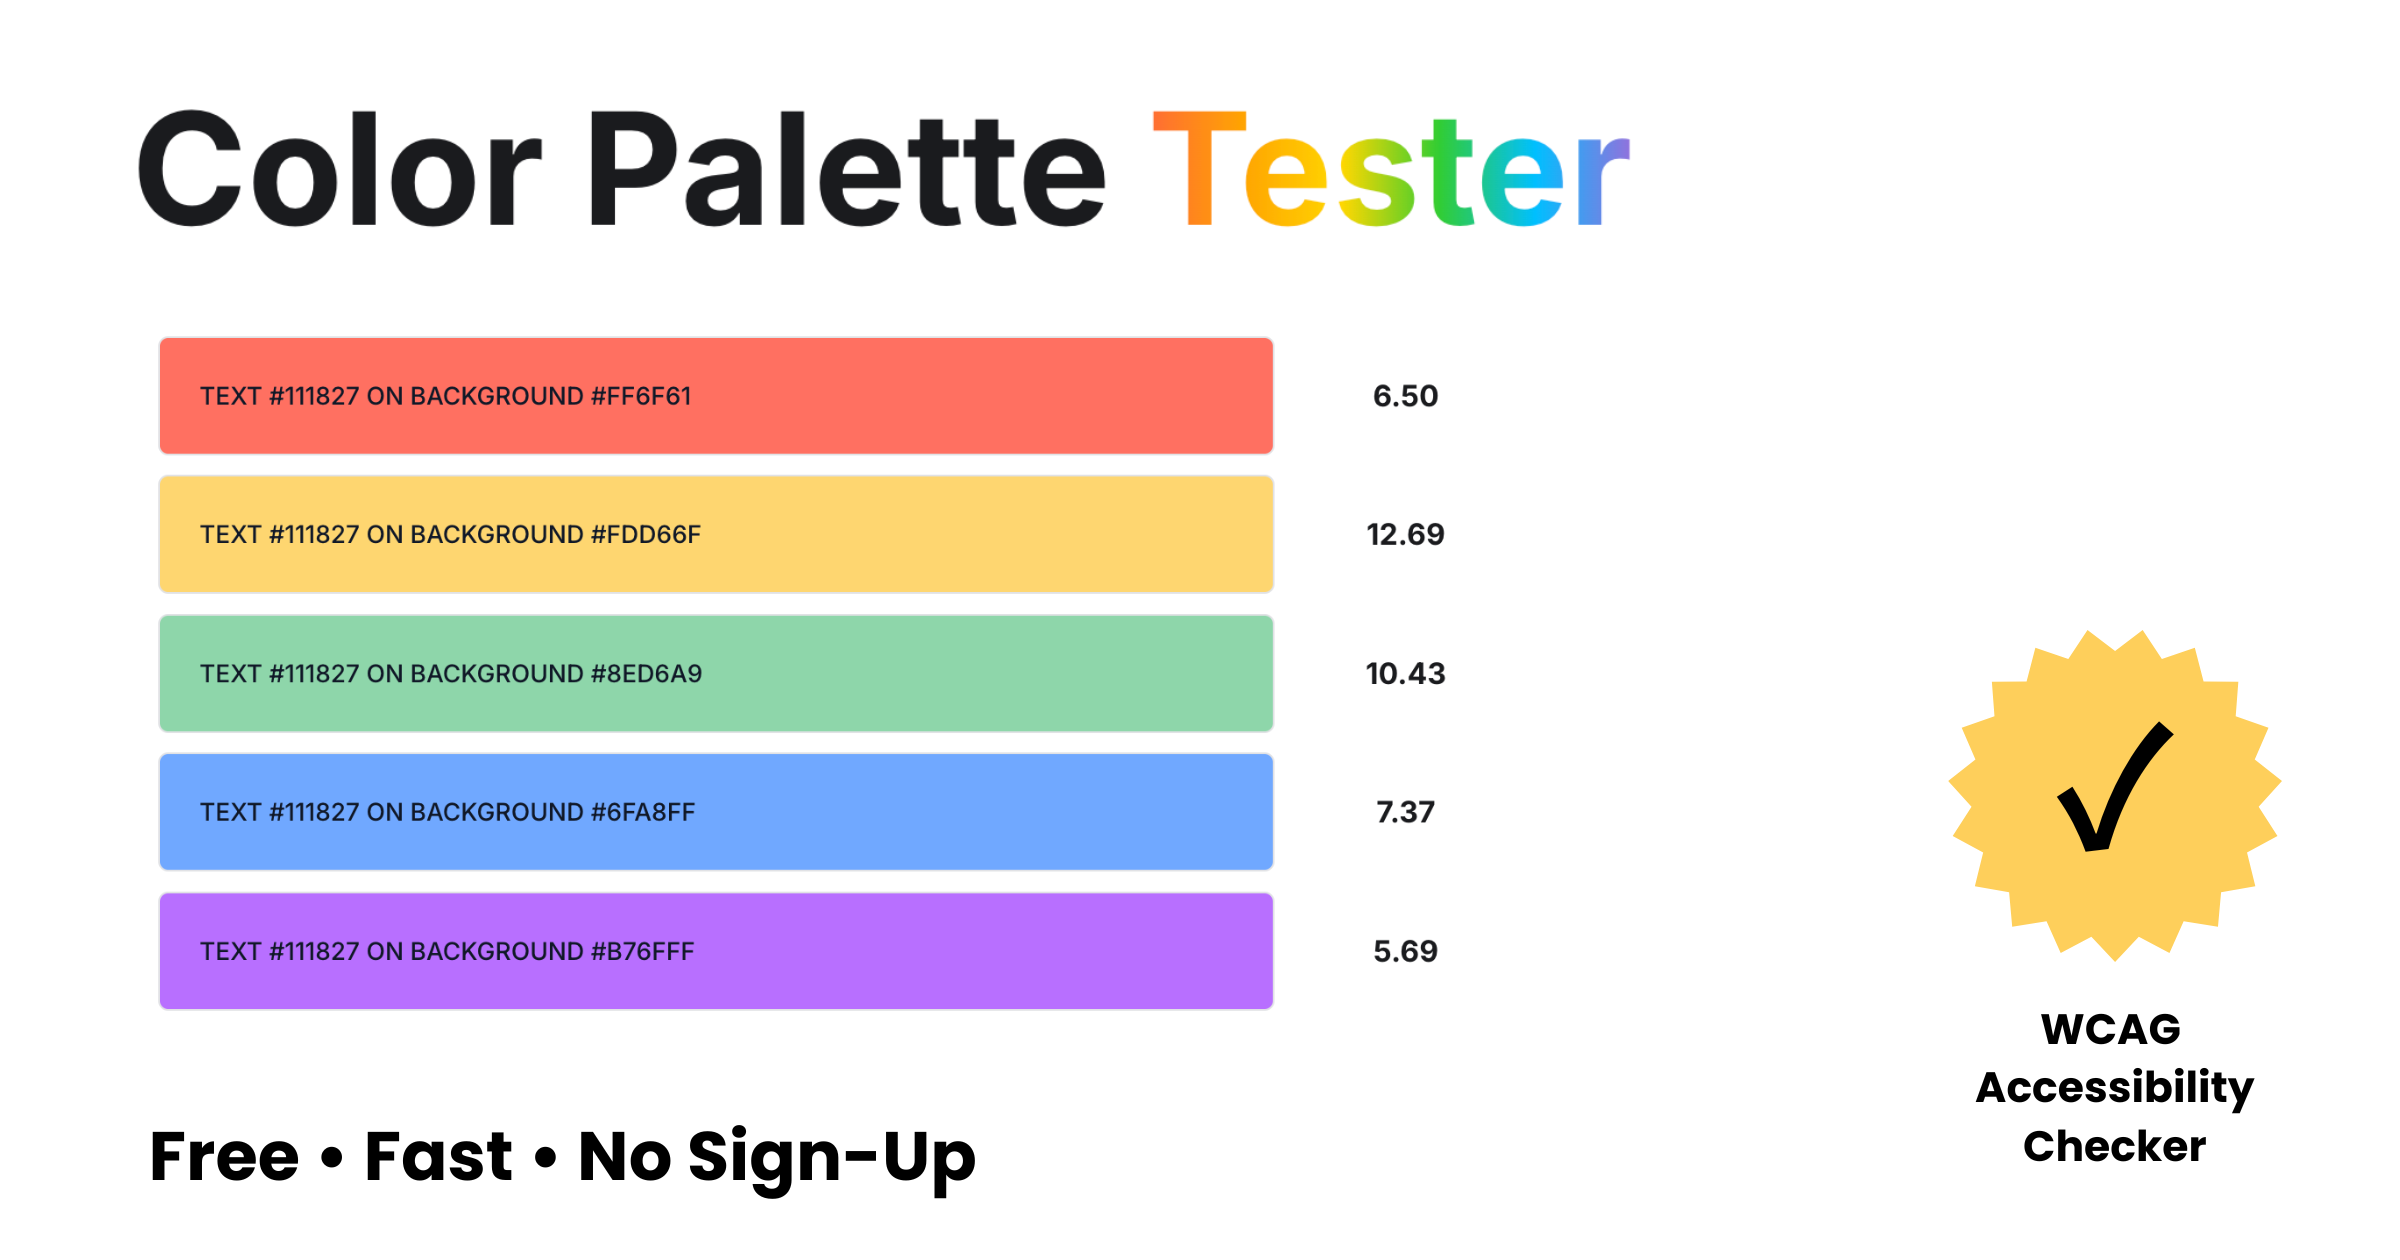 Color Palette Tester
TEXT #111827 ON BACKGROUND #FF6F61
6.50
TEXT #111827 ON BACKGROUND #FDD66F
12.69
TEXT #111827 ON BACKGROUND #8ED6A9
10.43
TEXT #111827 ON BACKGROUND #6FA8FF
7.37
TEXT #111827 ON BACKGROUND #B76FFF
5.69
WCAG
Accessibility
Checker
Free • Fast • No Sign-Up